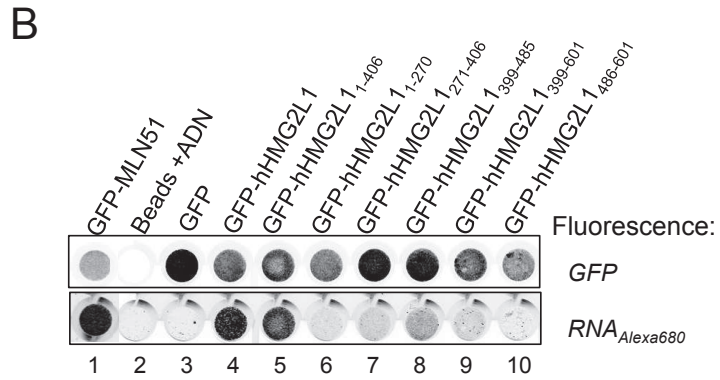 B
GFP-MLN51
Beads +ADN
GFP
GFP-hHMG2L1
GFP-hHMG2L1 1-406
GFP-hHMG2L1 1-270
GFP-hHMG2L1 271-406
GFP-hHMG2L1 399-485
GFP-hHMG2L1 399-601
GFP-hHMG2L1 486-601
Fluorescence:
GFP
RNA Alexa680
1 2 3 4 5 6 7 8 9 10